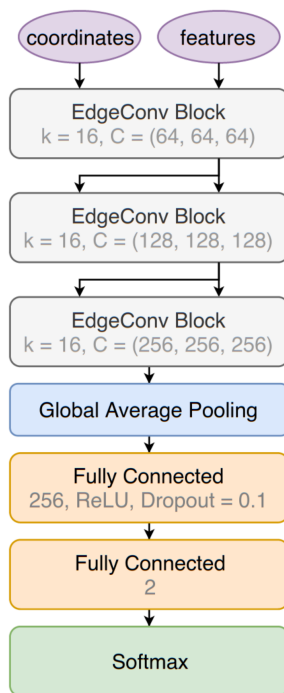 coordinates features
EdgeConv Block
k = 16, C = (64, 64, 64)
EdgeConv Block
k = 16, C = (128, 128, 128)
EdgeConv Block
k = 16, C = (256, 256, 256)
Global Average Pooling
Fully Connected
256, ReLU, Dropout = 0.1
Fully Connected
2
Softmax